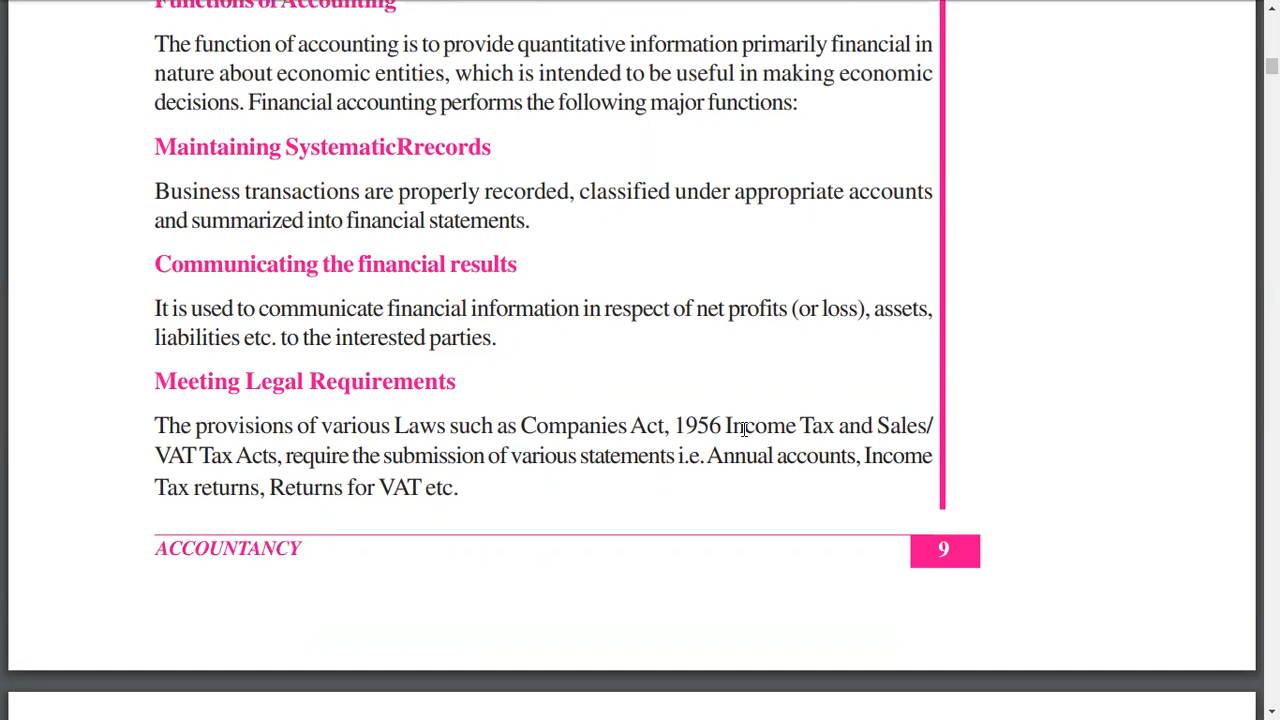 Functions of Accounting
The function of accounting is to provide quantitative information primarily financial in
nature about economic entities, which is intended to be useful in making economic
decisions. Financial accounting performs the following major functions:
Maintaining SystematicRrecords
Business transactions are properly recorded, classified under appropriate accounts
and summarized into financial statements.
Communicating the financial results
It is used to communicate financial information in respect of net profits (or loss), assets,
liabilities etc. to the interested parties.
Meeting Legal Requirements
The provisions of various Laws such as Companies Act, 1956 Income Tax and Sales/
VAT Tax Acts, require the submission of various statements i.e. Annual accounts, Income
Tax returns, Returns for VAT etc.
ACCOUNTANCY
9